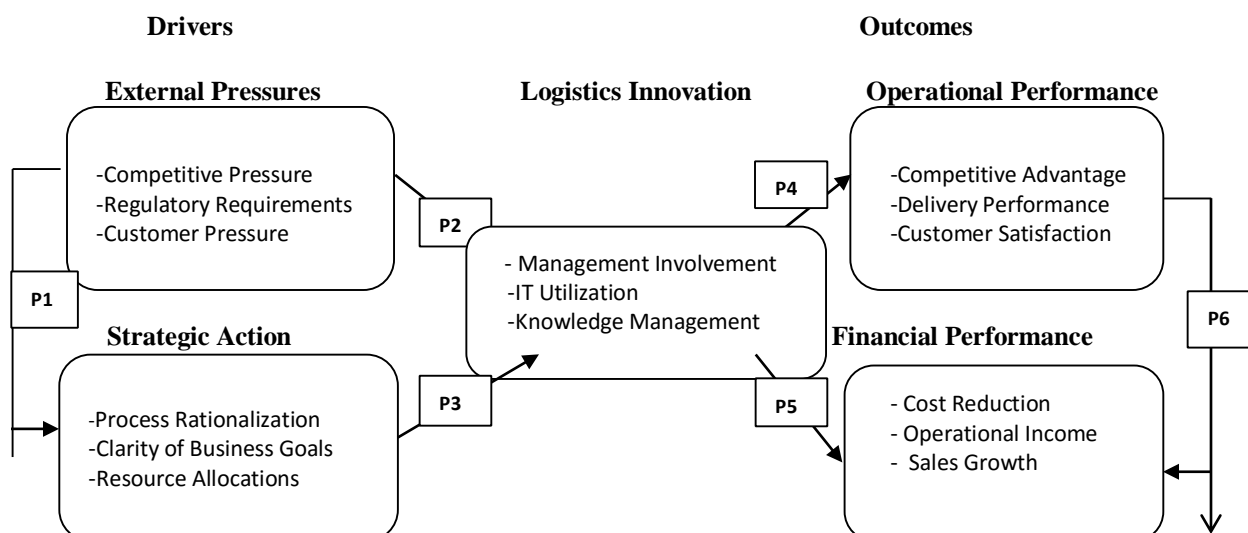 Drivers
Outcomes
External Pressures
Logistics Innovation
Operational Performance
-Competitive Pressure
-Regulatory Requirements
-Customer Pressure
P1
P2
- Management Involvement
-IT Utilization
-Knowledge Management
P4
-Competitive Advantage
-Delivery Performance
-Customer Satisfaction
P6
Strategic Action
Financial Performance
-Process Rationalization
-Clarity of Business Goals
-Resource Allocations
P3
P5
- Cost Reduction
- Operational Income
- Sales Growth